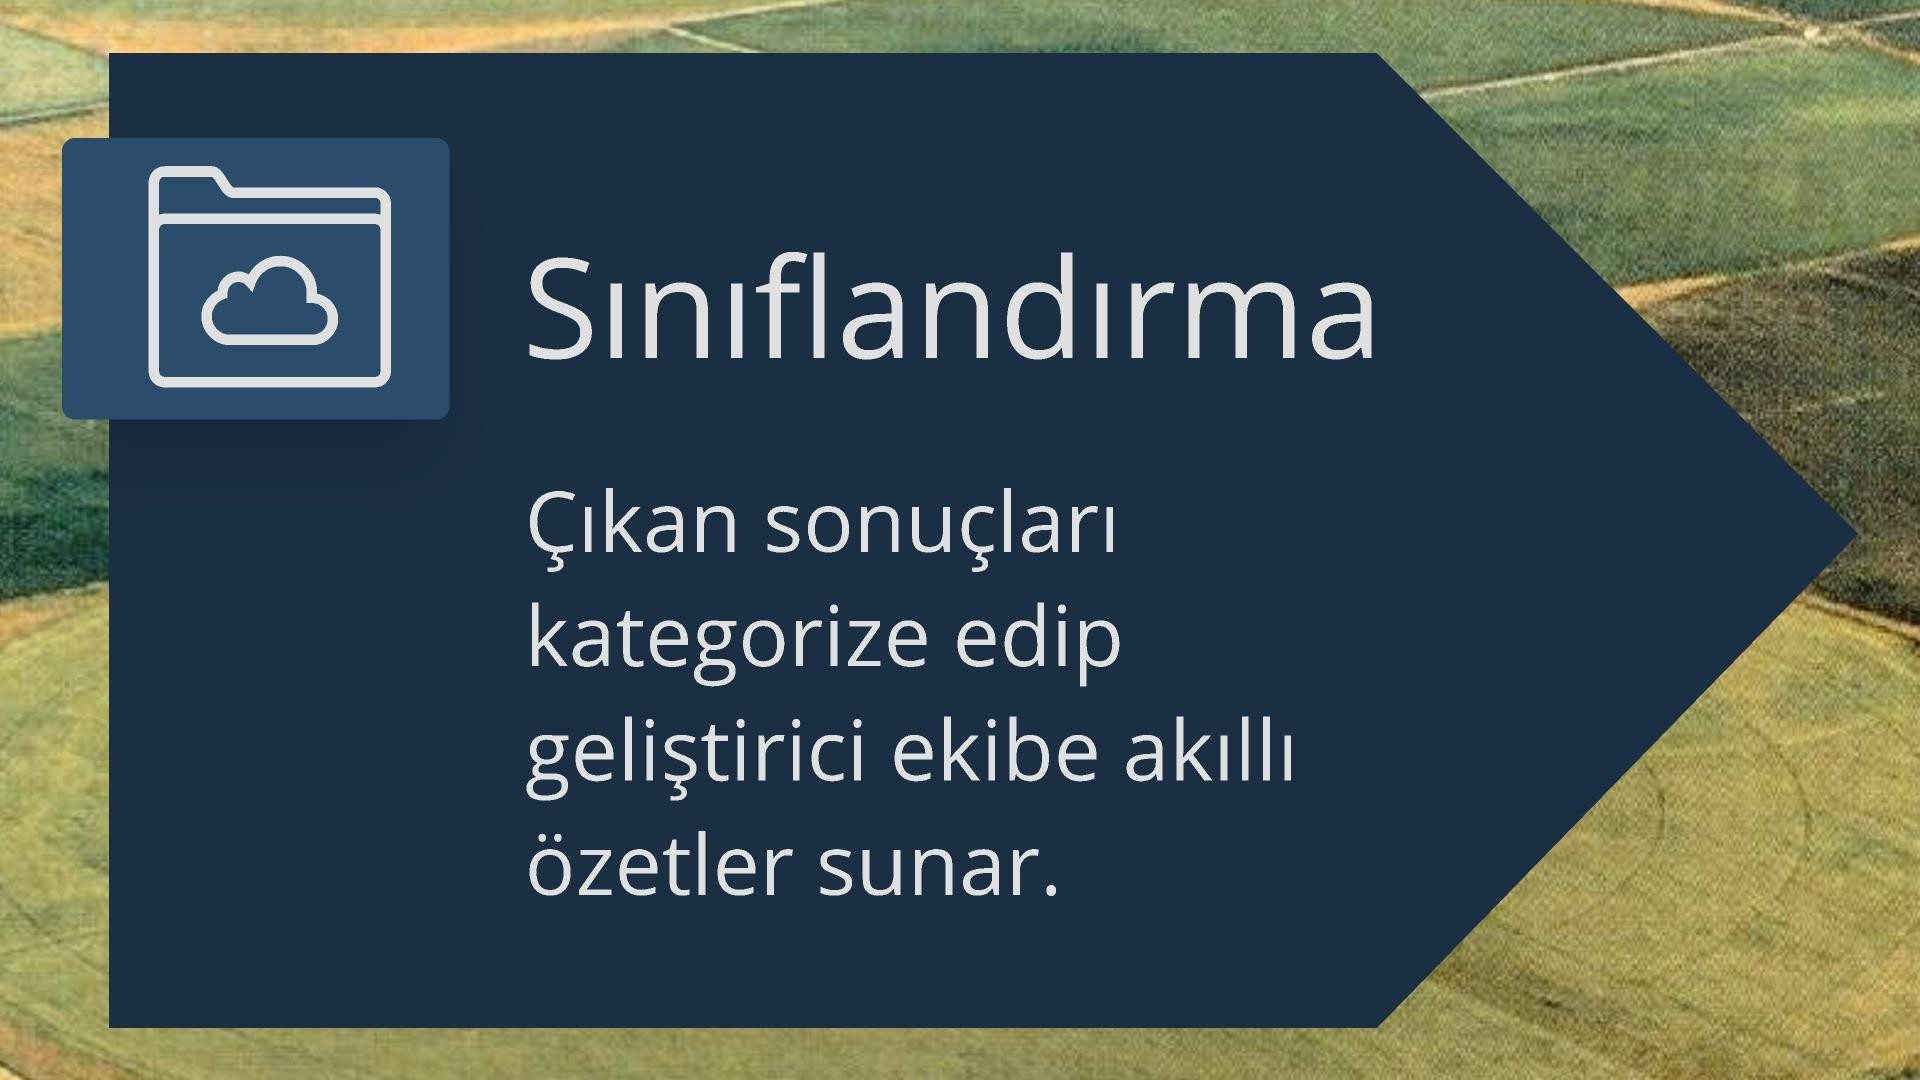 Sınıflandırma
Çıkan sonuçları
kategorize edip
geliştirici ekibe akıllı
özetler sunar.